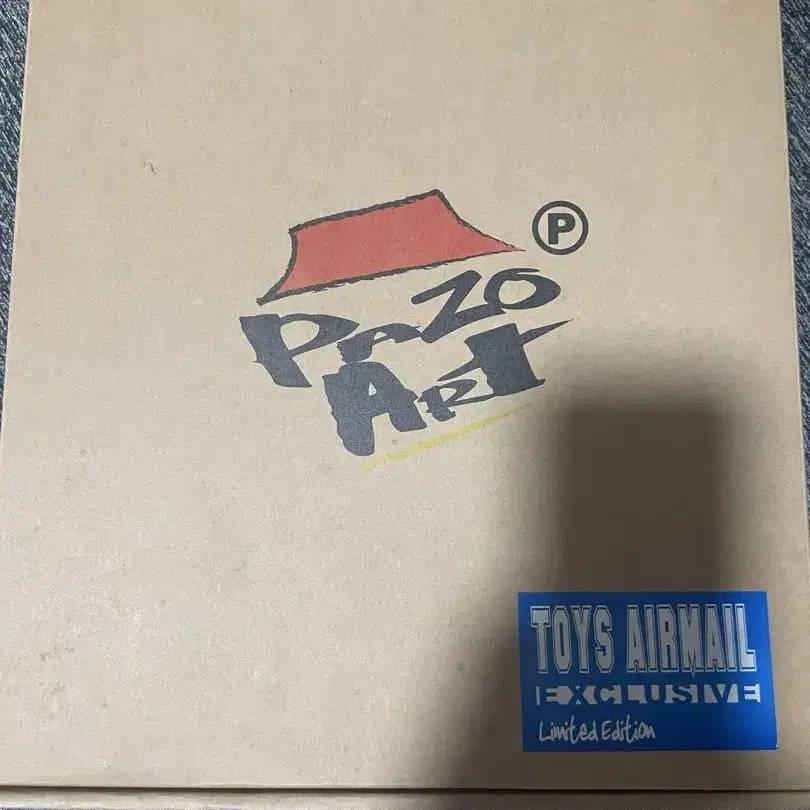 P
PAZO
ART
TOYS AIRMAIL
EXCLUSIVE
Limited Edition